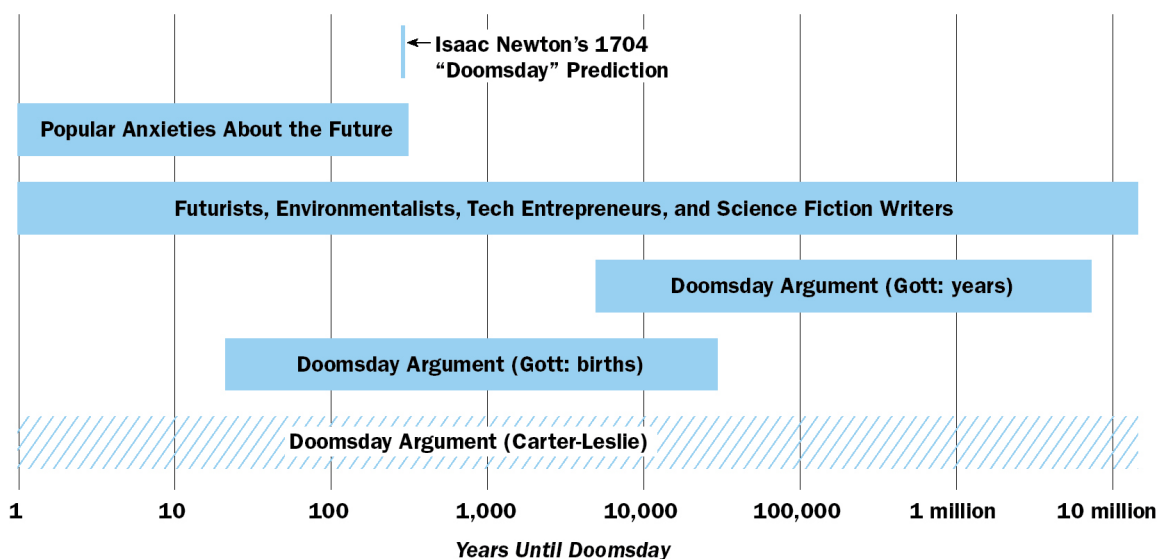 Isaac Newton’s 1704
“Doomsday” Prediction
Popular Anxieties About the Future
Futurists, Environmentalists, Tech Entrepreneurs, and Science Fiction Writers
Doomsday Argument (Gott: years)
Doomsday Argument (Gott: births)
Doomsday Argument (Carter-Leslie)
1 10 100 1,000 10,000 100,000 1 million 10 million
Years Until Doomsday